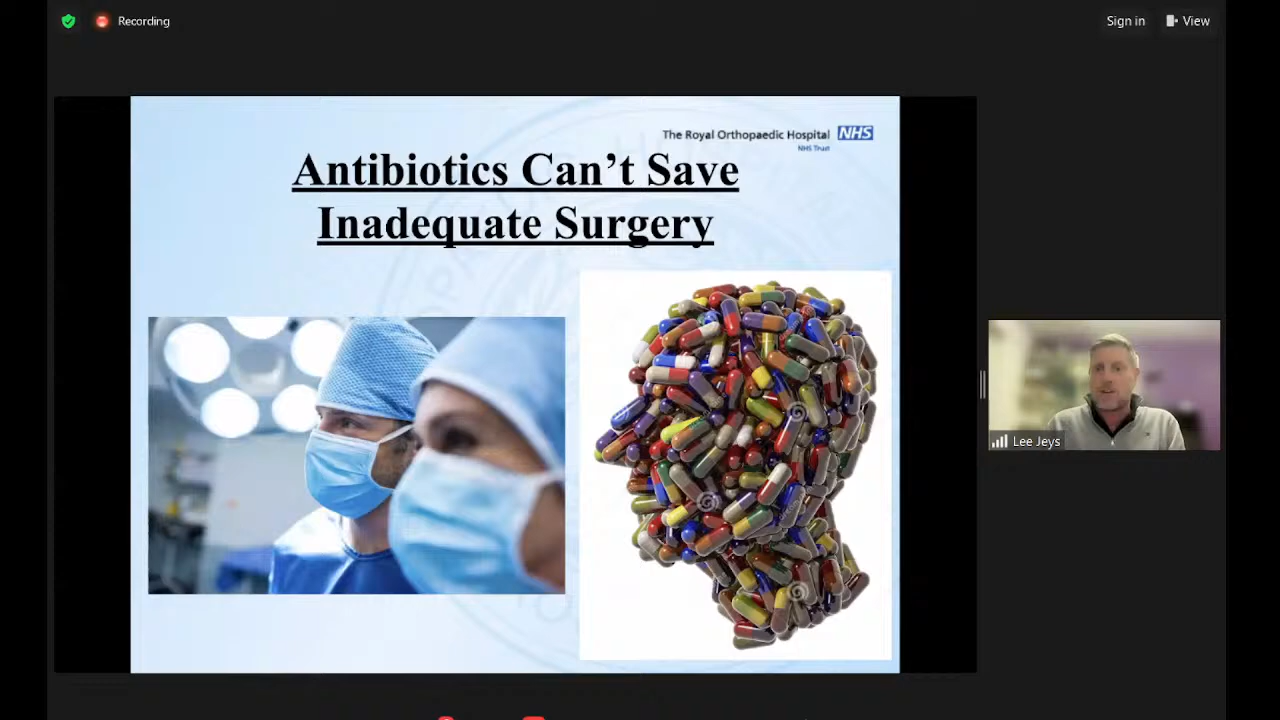 Recording
Sign in
View
The Royal Orthopaedic Hospital NHS
NHS Trust
Antibiotics Can’t Save
Inadequate Surgery
Lee Jeys